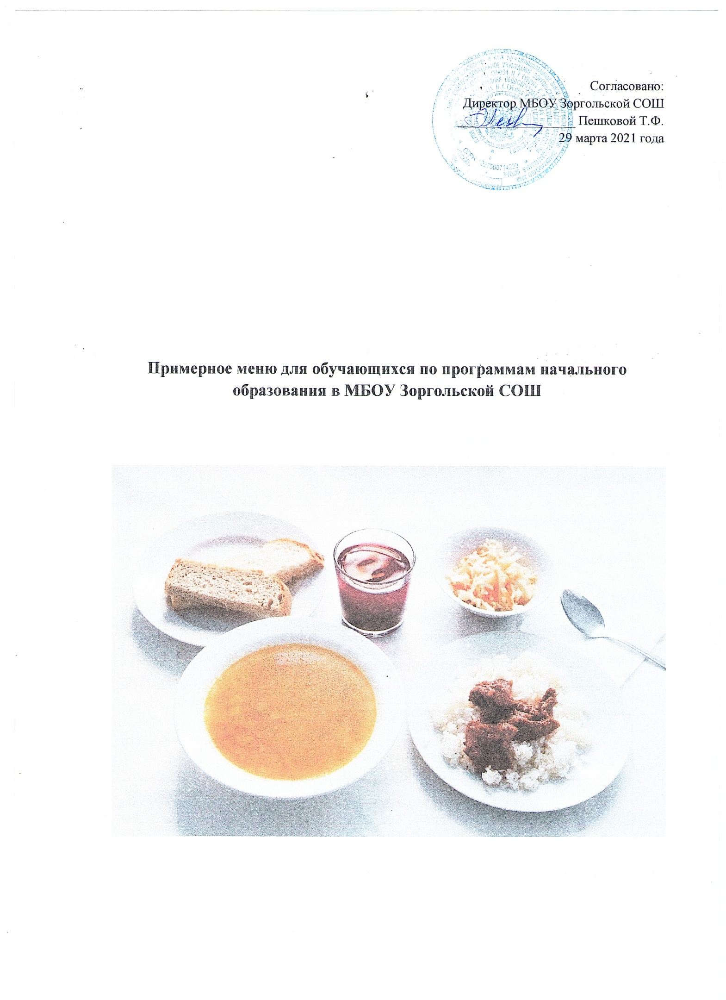 Согласовано:
Директор МБОУ Зоргольской СОШ
Пешковой Т.Ф.
29 марта 2021 года
Примерное меню для обучающихся по программам начального
образования в МБОУ Зоргольской СОШ